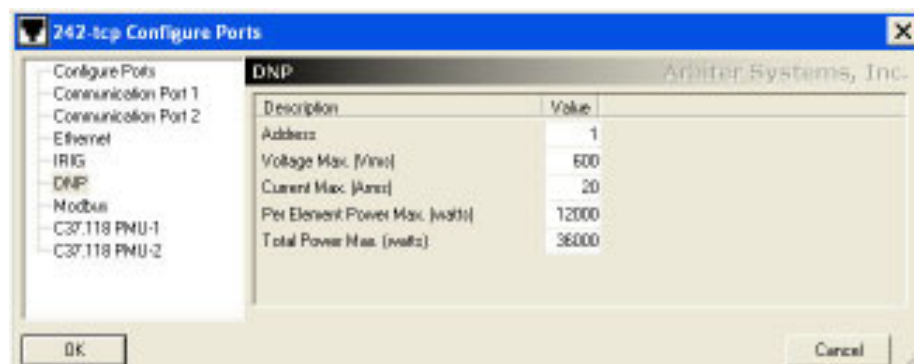 242-tcp Configure Ports
Configure Ports
Communication Port 1
Communication Port 2
Ethernet
IRIG
DNP
Modbus
C37.118 PMU-1
C37.118 PMU-2
DNP
Arbiter Systems, Inc.
Description Value
Address 1
Voltage Max. (Vrms) 600
Current Max. (Arms) 20
Per Element Power Max. (watts) 12000
Total Power Max. (watts) 36000
OK
Cancel